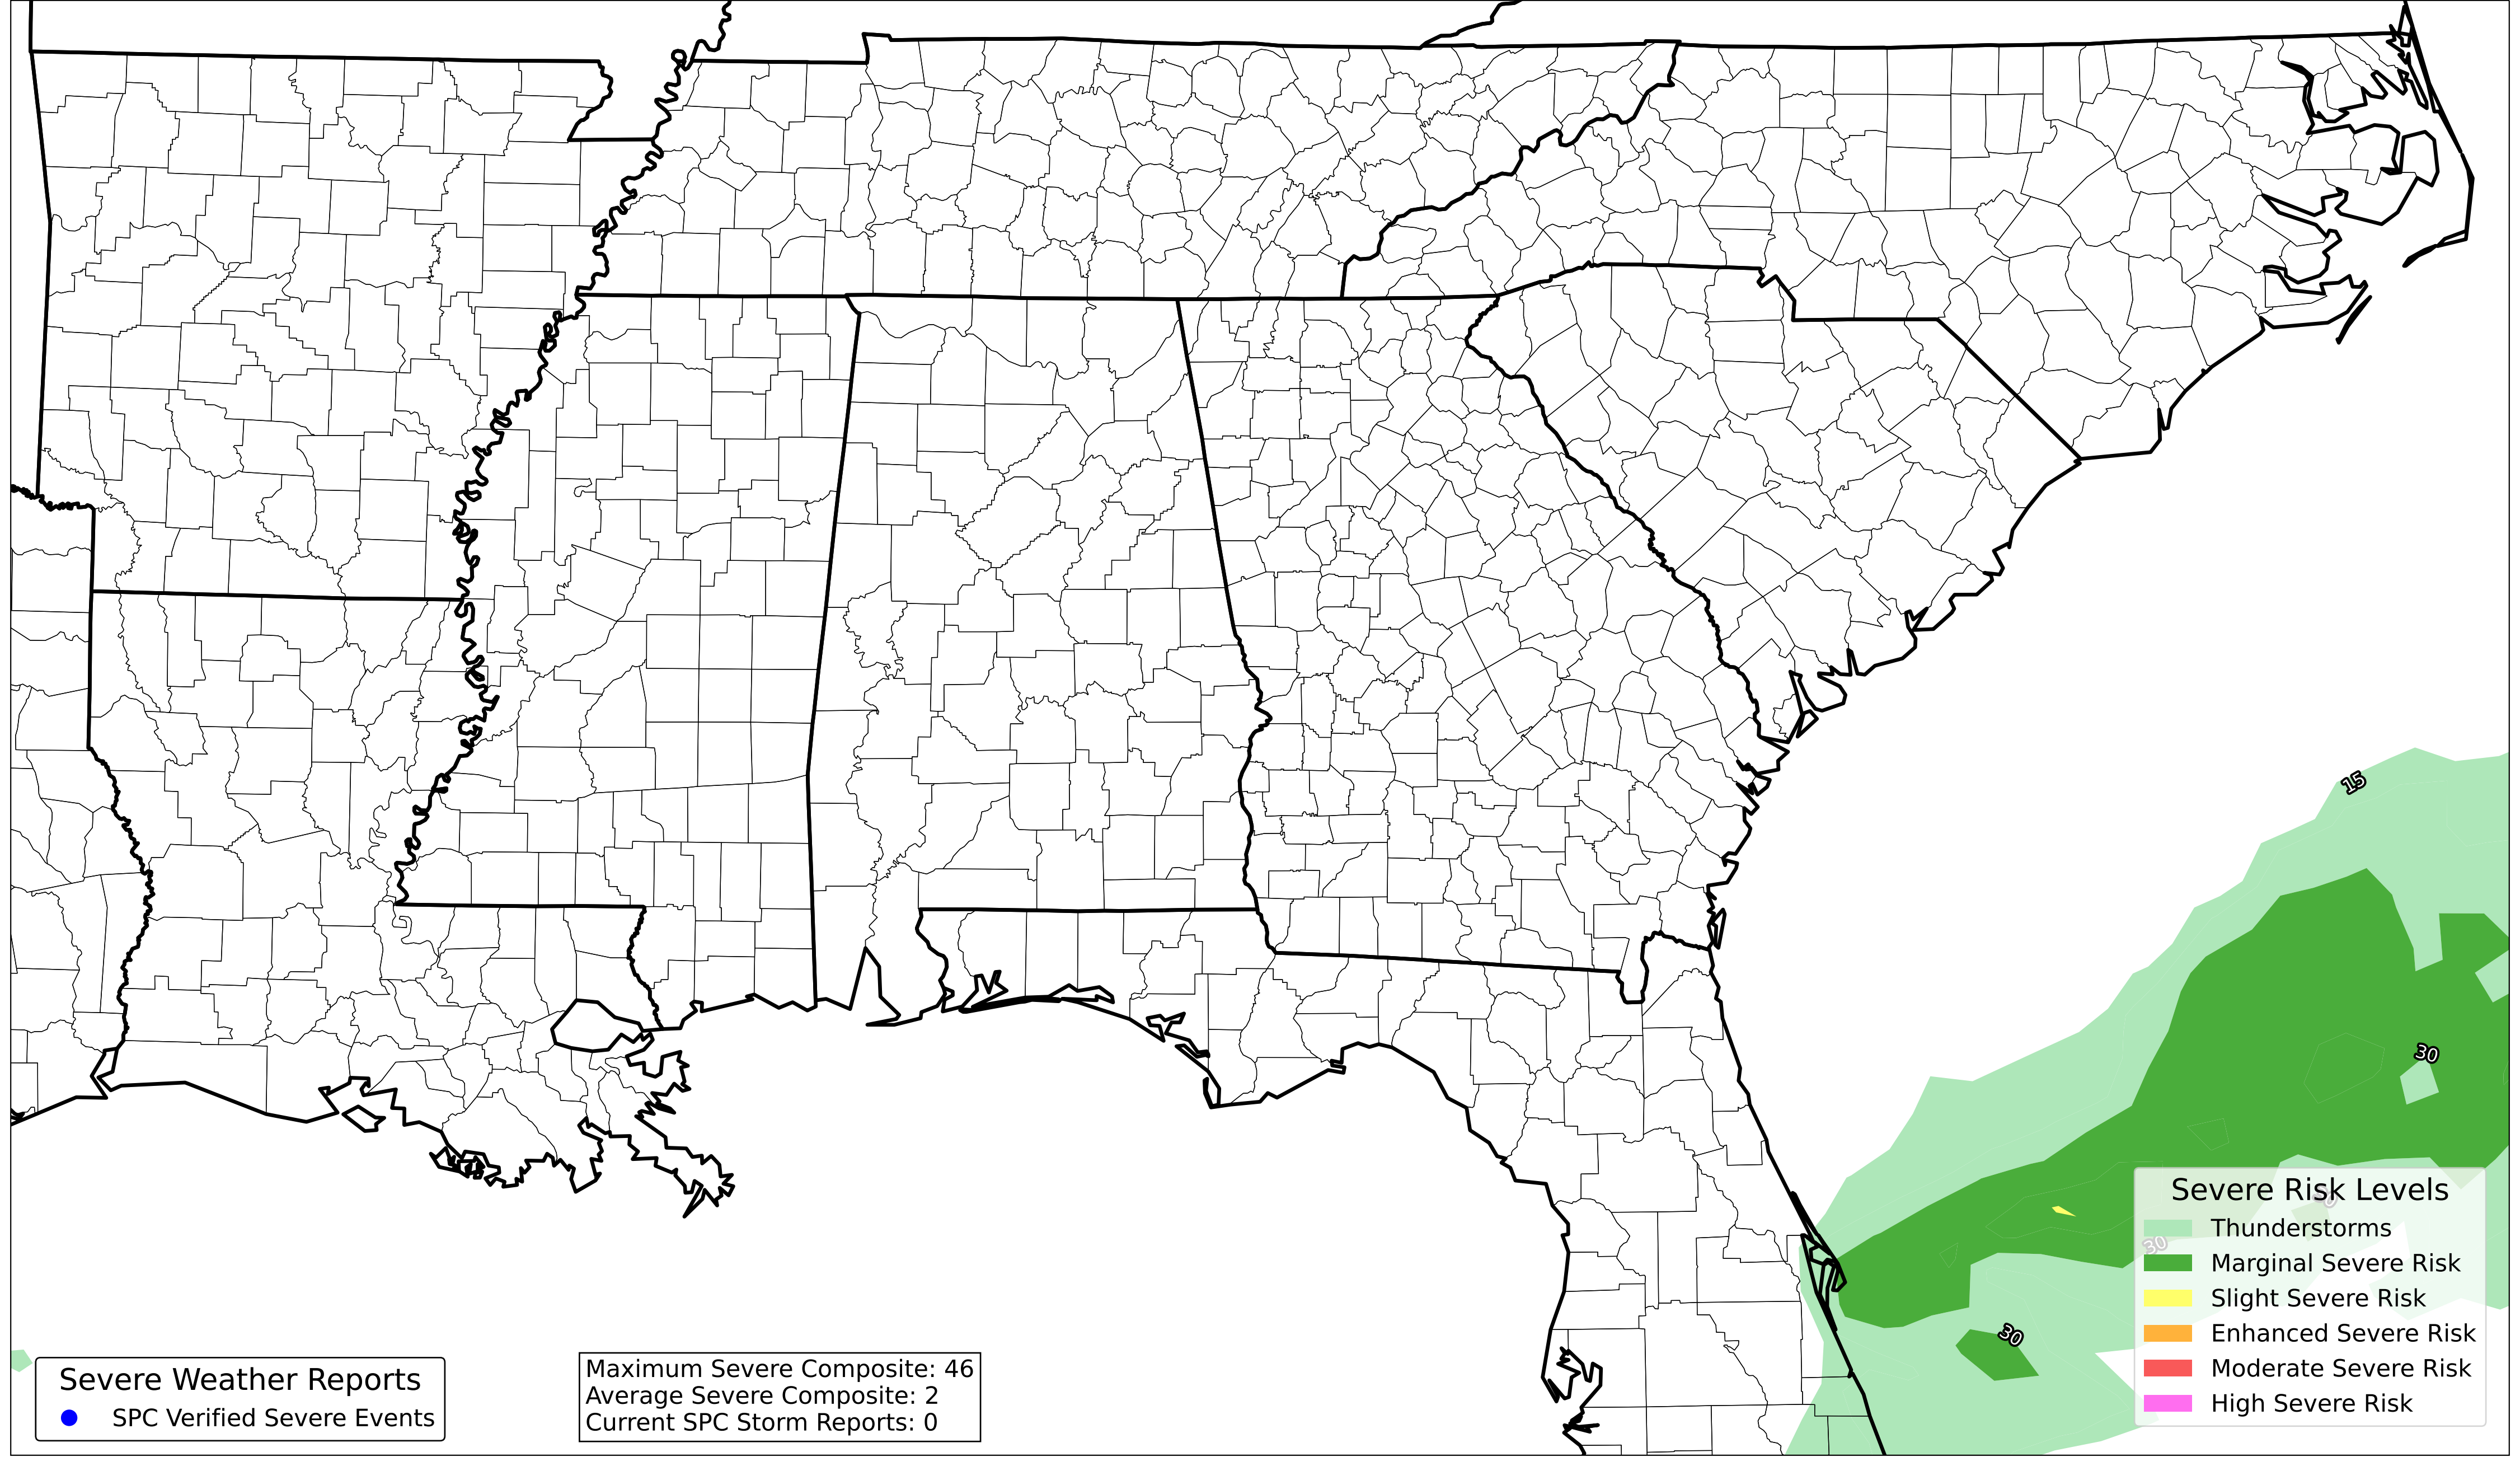 15
30
30
30
Severe Risk Levels
Thunderstorms
Marginal Severe Risk
Slight Severe Risk
Enhanced Severe Risk
Moderate Severe Risk
High Severe Risk
Severe Weather Reports
SPC Verified Severe Events
Maximum Severe Composite: 46
Average Severe Composite: 2
Current SPC Storm Reports: 0